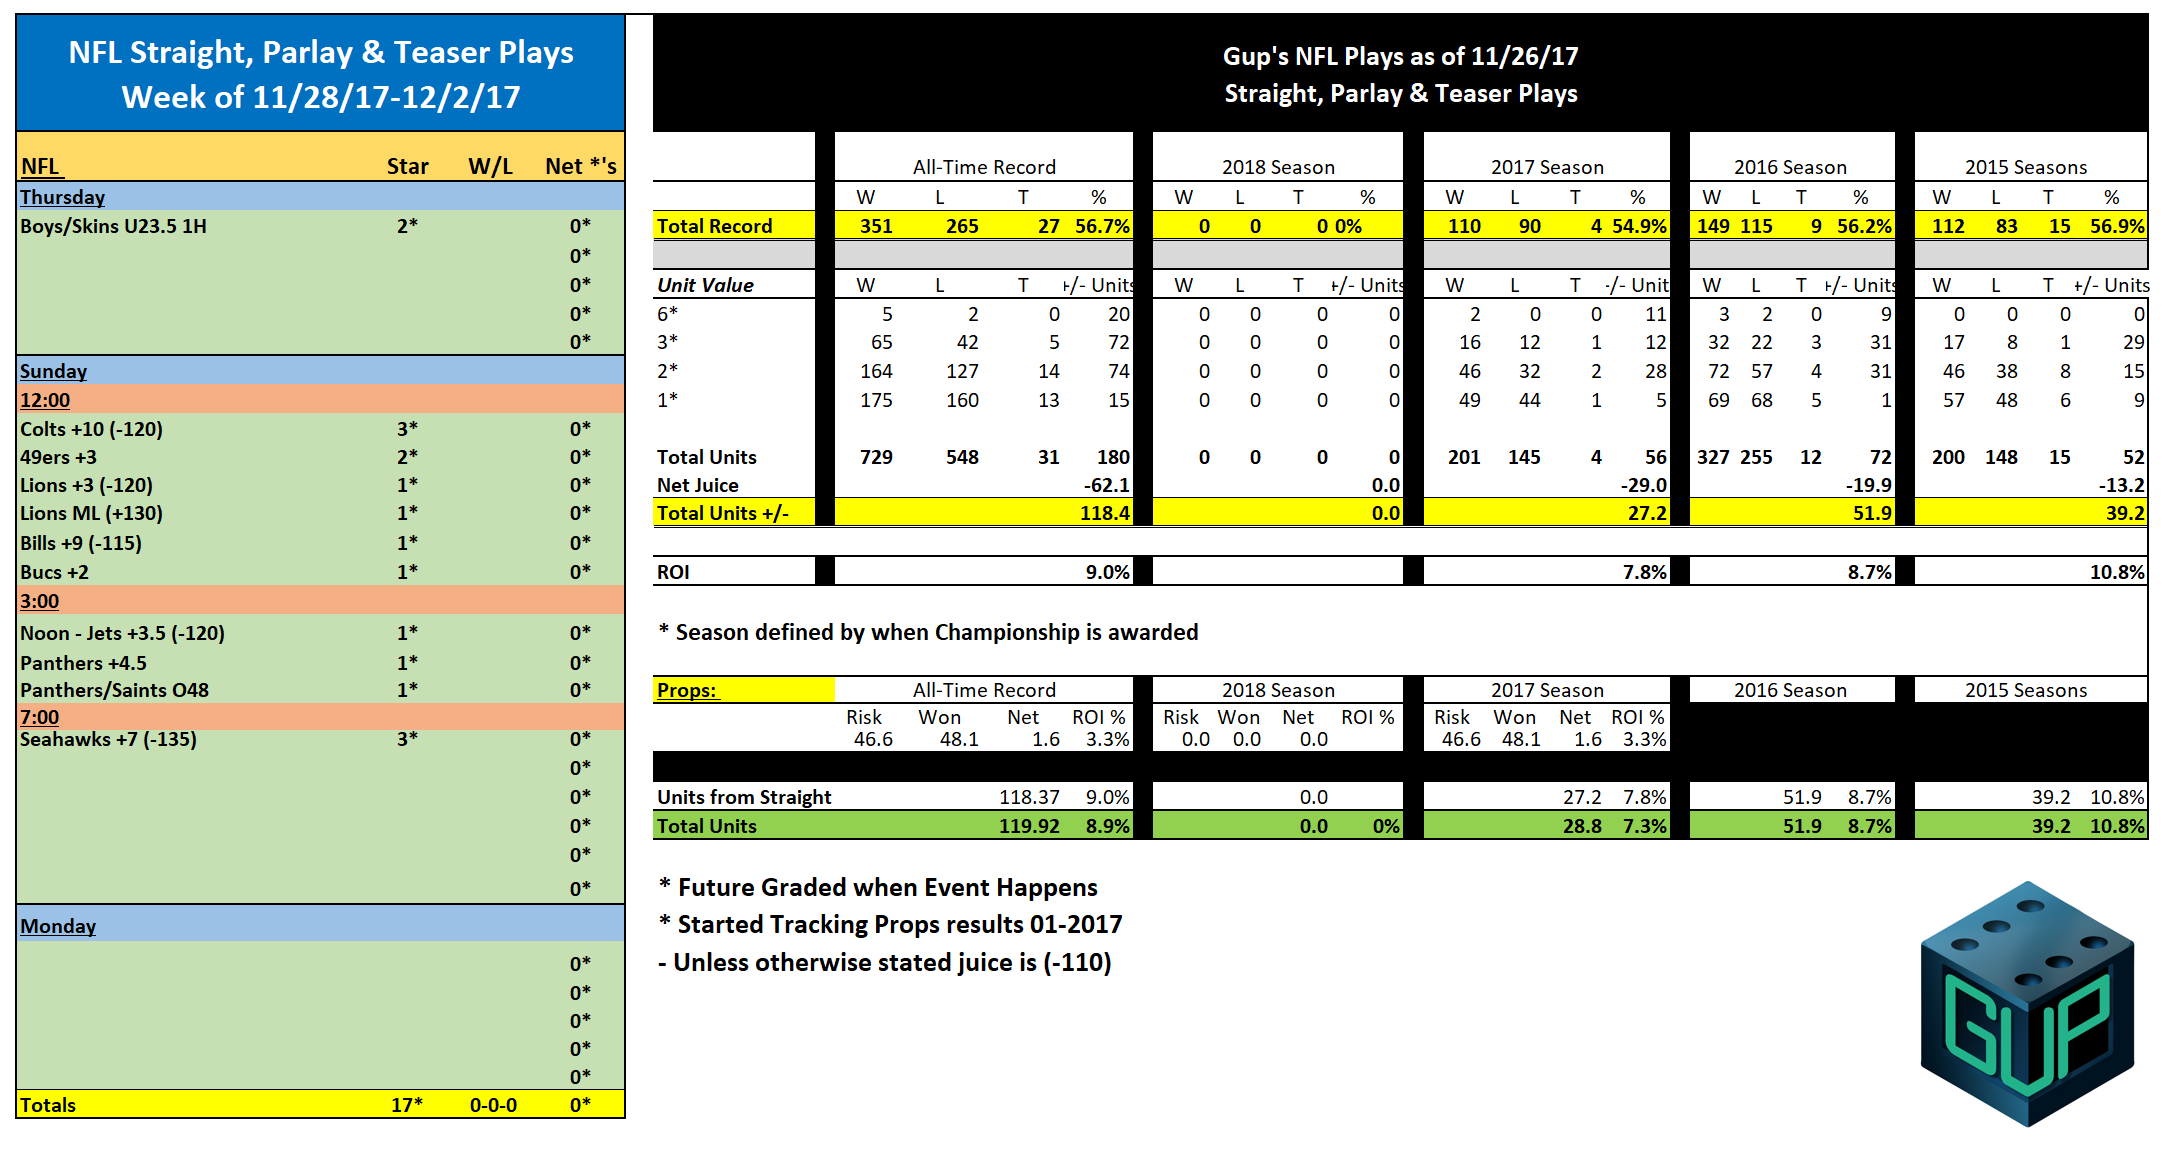 NFL Straight, Parlay & Teaser Plays
Week of 11/28/17-12/2/17
NFL Star W/L Net *'s
Thursday
Boys/Skins U23.5 1H 2* 0*
0*
0*
0*
0*
Sunday
12:00
Colts +10 (-120) 3* 0*
49ers +3 2* 0*
Lions +3 (-120) 1* 0*
Lions ML (+130) 1* 0*
Bills +9 (-115) 1* 0*
Bucs +2 1* 0*
3:00
Noon - Jets +3.5 (-120) 1* 0*
Panthers +4.5 1* 0*
Panthers/Saints O48 1* 0*
7:00
Seahawks +7 (-135) 3* 0*
0*
0*
0*
0*
0*
Monday
0*
0*
0*
0*
0*
Totals 17* 0-0-0 0*
Gup's NFL Plays as of 11/26/17
Straight, Parlay & Teaser Plays
All-Time Record 2018 Season 2017 Season 2016 Season 2015 Seasons
W L T % W L T % W L T % W L T % W L T %
Total Record 351 265 27 56.7% 0 0 0 0% 110 90 4 54.9% 149 115 9 56.2% 112 83 15 56.9%
Unit Value W L T +/- Units W L T +/- Units W L T -/- Unit W L T +/- Units W L T +/- Units
6* 5 2 0 20 0 0 0 0 2 0 0 11 3 2 0 9 0 0 0 0
3* 65 42 5 72 0 0 0 0 16 12 1 12 32 22 3 31 17 8 1 29
2* 164 127 14 74 0 0 0 0 46 32 2 28 72 57 4 31 46 38 8 15
1* 175 160 13 15 0 0 0 0 49 44 1 5 69 68 5 1 57 48 6 9
Total Units 729 548 31 180 0 0 0 0 201 145 4 56 327 255 12 72 200 148 15 52
Net Juice -62.1 0.0 -29.0 -19.9 -13.2
Total Units +/- 118.4 0.0 27.2 51.9 39.2
ROI 9.0% 7.8% 8.7% 10.8%
* Season defined by when Championship is awarded
Props: All-Time Record 2018 Season 2017 Season 2016 Season 2015 Seasons
Risk Won Net ROI % Risk Won Net ROI % Risk Won Net ROI %
46.6 48.1 1.6 3.3% 0.0 0.0 0.0 46.6 48.1 1.6 3.3%
Units from Straight 118.37 9.0% 0.0 27.2 7.8% 51.9 8.7% 39.2 10.8%
Total Units 119.92 8.9% 0.0 0% 28.8 7.3% 51.9 8.7% 39.2 10.8%
* Future Graded when Event Happens
* Started Tracking Props results 01-2017
- Unless otherwise stated juice is (-110)
GUP